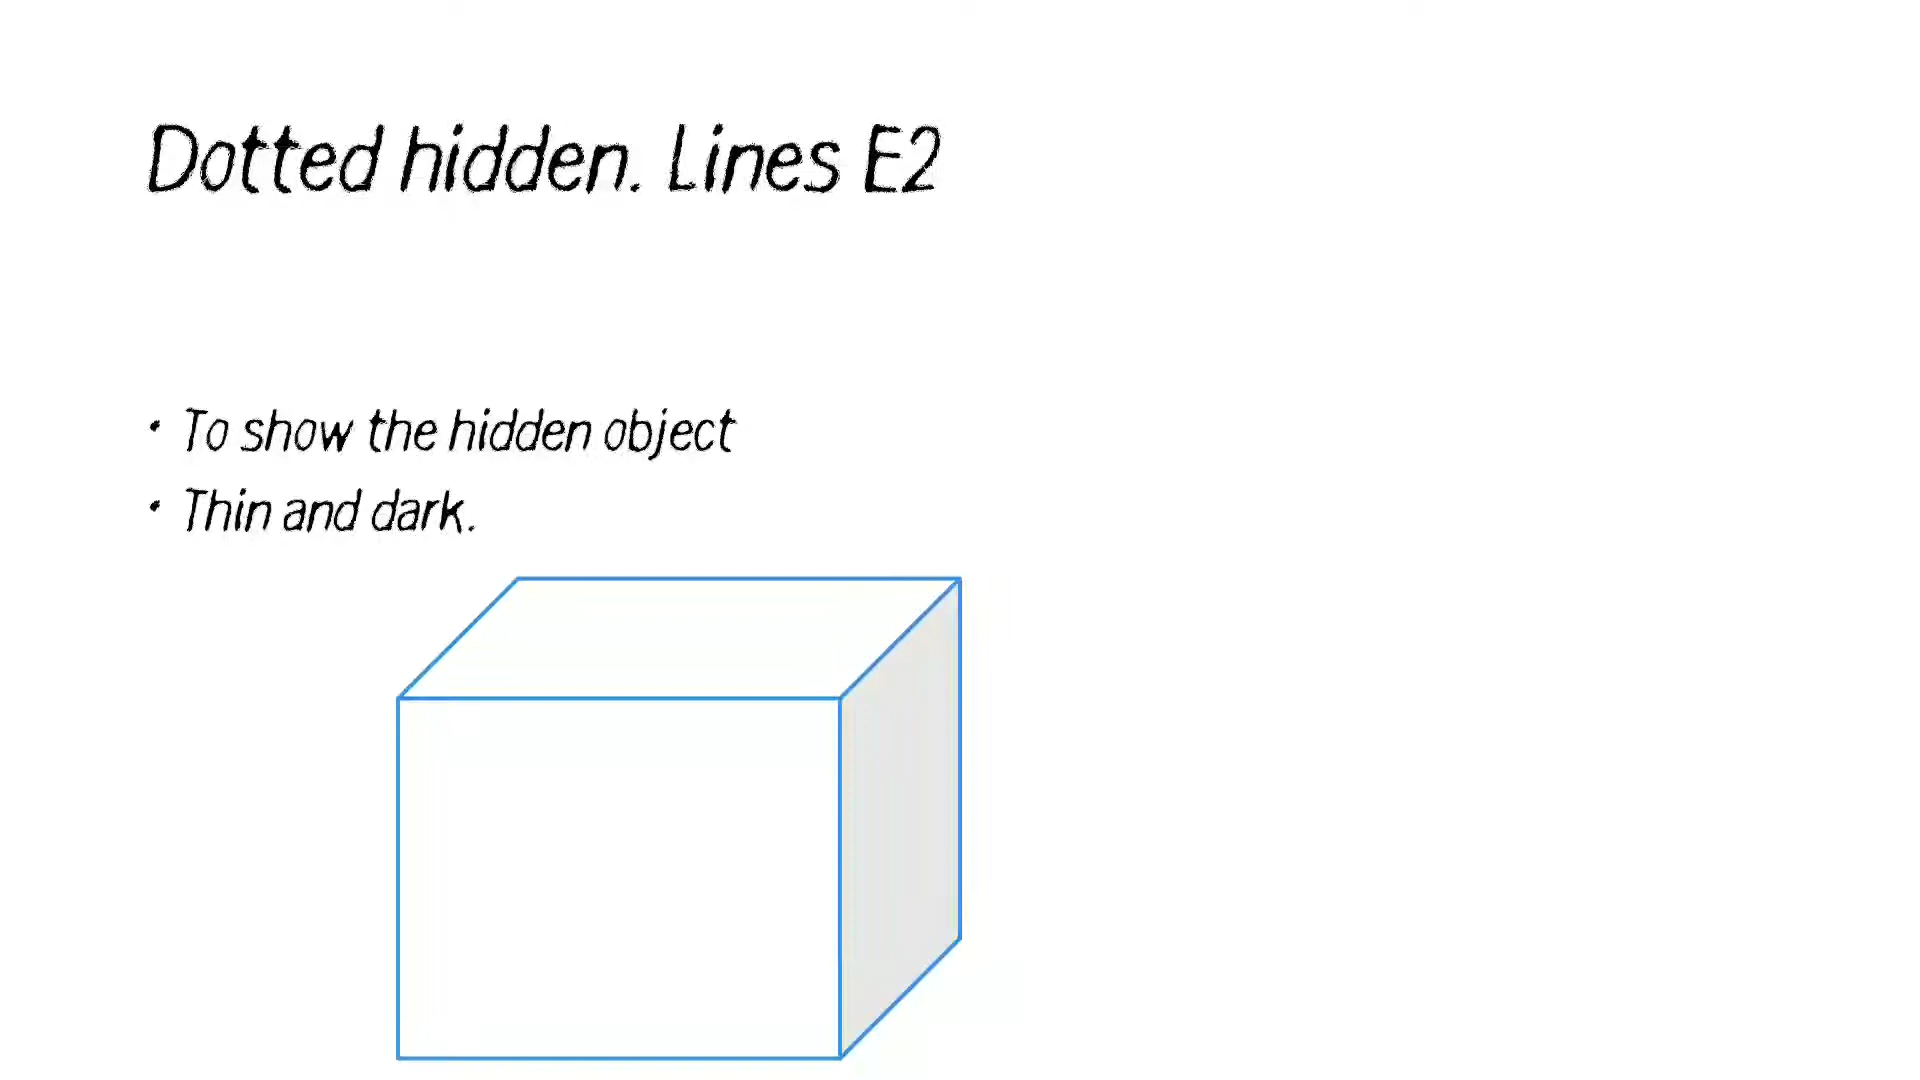 Dotted hidden. Lines E2
• To show the hidden object
• Thin and dark.